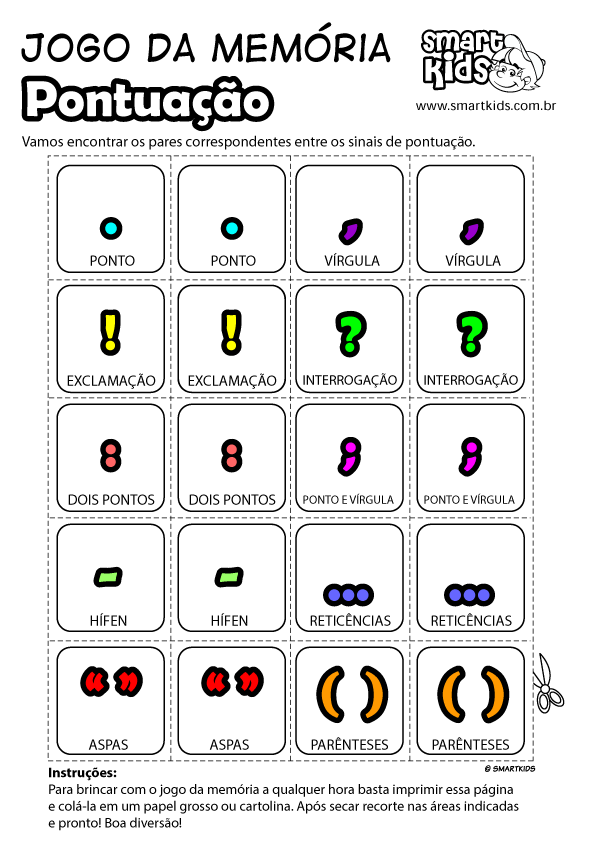 JOGO DA MEMÓRIA
smart
kids
Pontuação
www.smartkids.com.br
Vamos encontrar os pares correspondentes entre os sinais de pontuação.
PONTO PONTO VÍRGULA VÍRGULA
! ! ? ?
EXCLAMAÇÃO EXCLAMAÇÃO INTERROGAÇÃO INTERROGAÇÃO
: : ; ;
DOIS PONTOS DOIS PONTOS PONTO E VÍRGULA PONTO E VÍRGULA
- - ... ...
HÍFEN HÍFEN RETICÊNCIAS RETICÊNCIAS
“ ” “ ” ( ) ( )
ASPAS ASPAS PARÊNTESES PARÊNTESES
© SMARTKIDS
Instruções:
Para brincar com o jogo da memória a qualquer hora basta imprimir essa página
e colá-la em um papel grosso ou cartolina. Após secar recorte nas áreas indicadas
e pronto! Boa diversão!